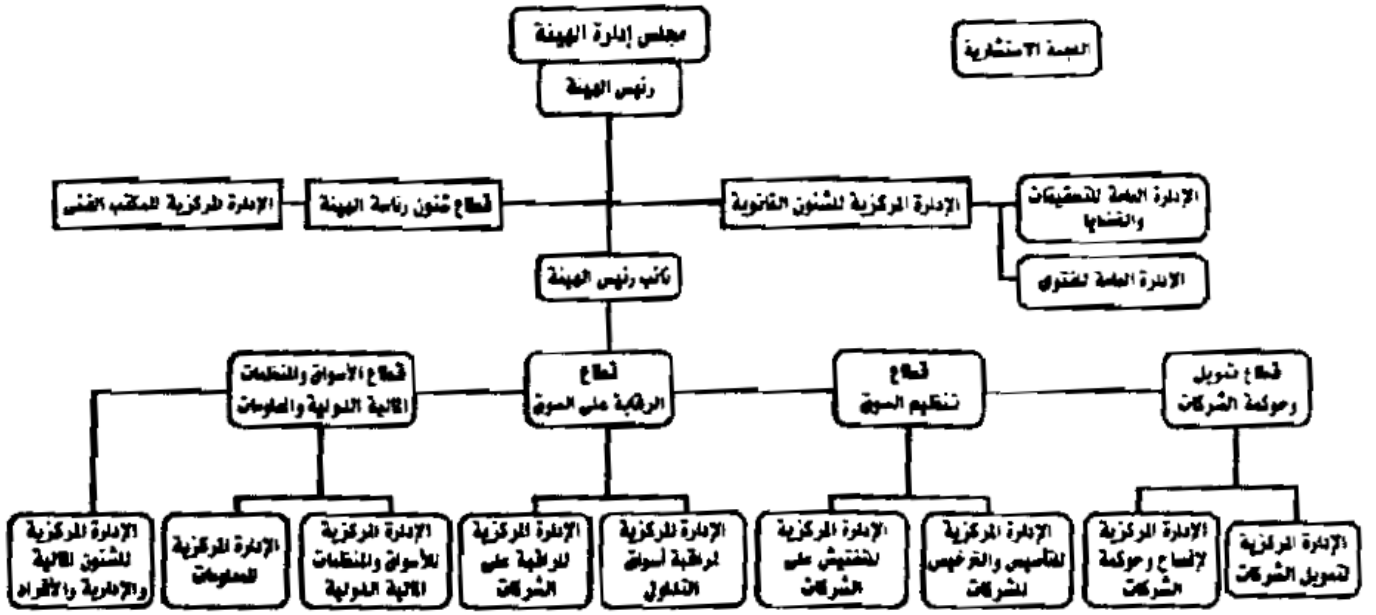 مجلس إدارة الهيئة
اللجنة الاستشارية
رئيس الهيئة
الإدارة العامة للتحقيقات
والقضايا
الإدارة المركزية للشئون القانونية
قطاع شئون رئاسة الهيئة
الإدارة المركزية للمكتب الفنى
الإدارة العامة للفتوى
نائب رئيس الهيئة
قطاع تمويل
وحوكمة الشركات
قطاع
تنظيم السوق
قطاع
الرقابة على السوق
قطاع الأسواق والمنظمات
المالية الدولية والمعلومات
الإدارة المركزية
لتمويل الشركات
الإدارة المركزية
لإفصاح وحوكمة
الشركات
الإدارة المركزية
للتأسيس والترخيص
للشركات
الإدارة المركزية
للتفتيش على
الشركات
الإدارة المركزية
لمراقبة أسواق
التداول
الإدارة المركزية
للرقابة على
الشركات
الإدارة المركزية
للأسواق والمنظمات
المالية الدولية
الإدارة المركزية
للمعلومات
الإدارة المركزية
للشئون المالية
والإدارية والأفراد